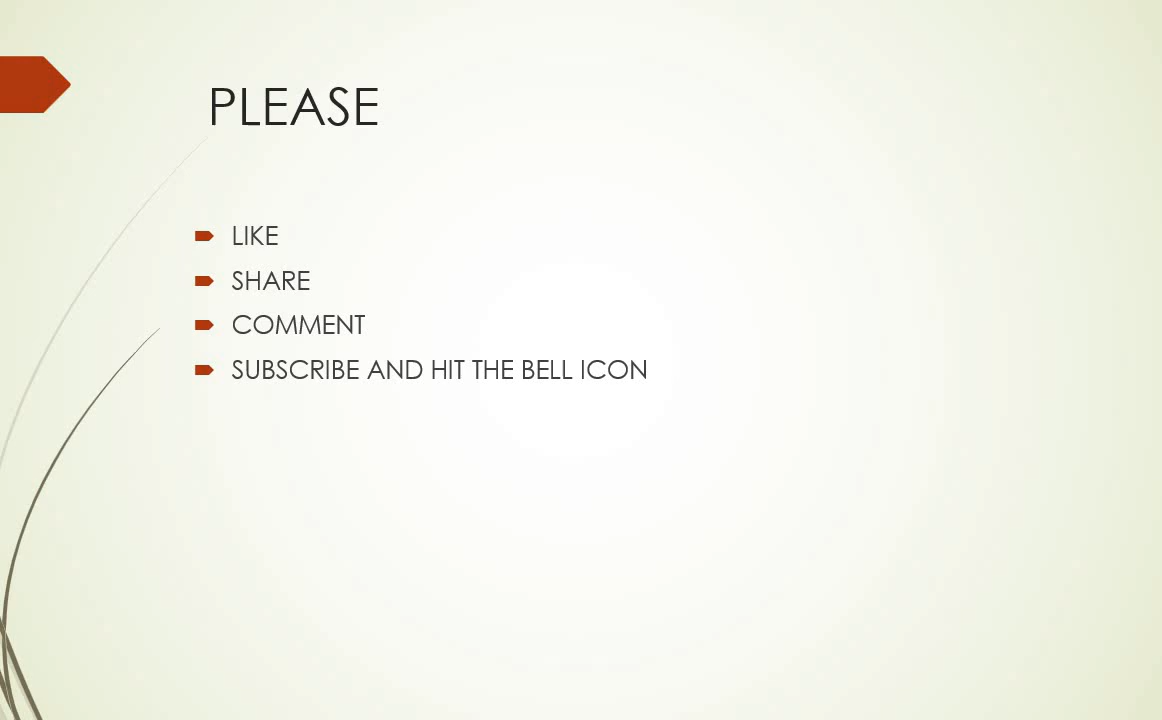 PLEASE
LIKE
SHARE
COMMENT
SUBSCRIBE AND HIT THE BELL ICON